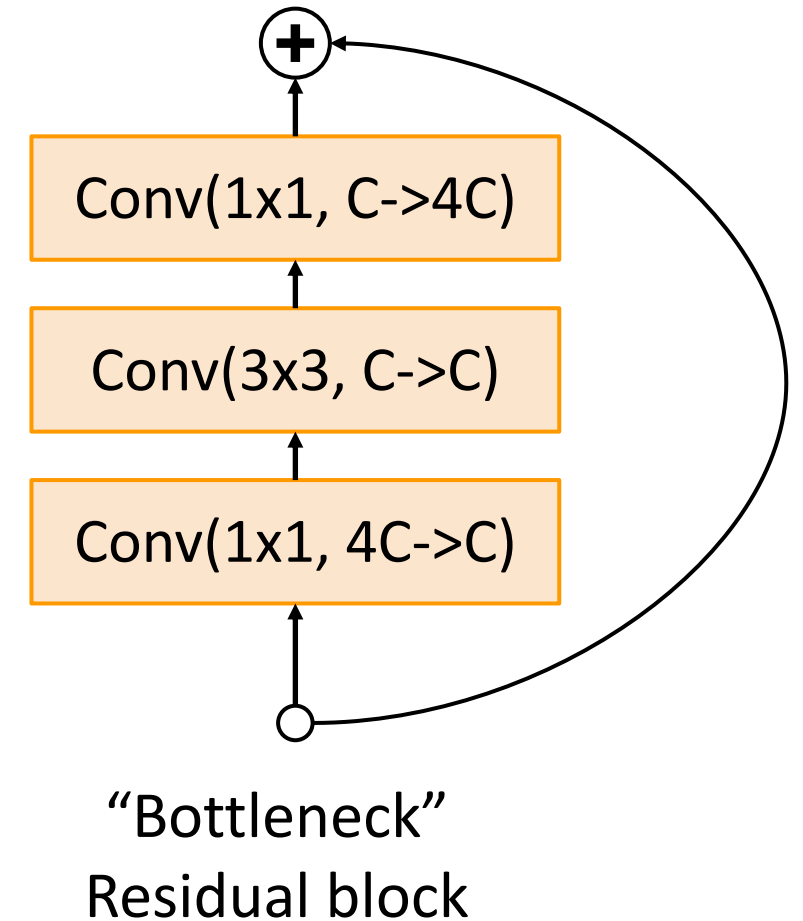 +
Conv(1x1, C->4C)
Conv(3x3, C->C)
Conv(1x1, 4C->C)
“Bottleneck”
Residual block